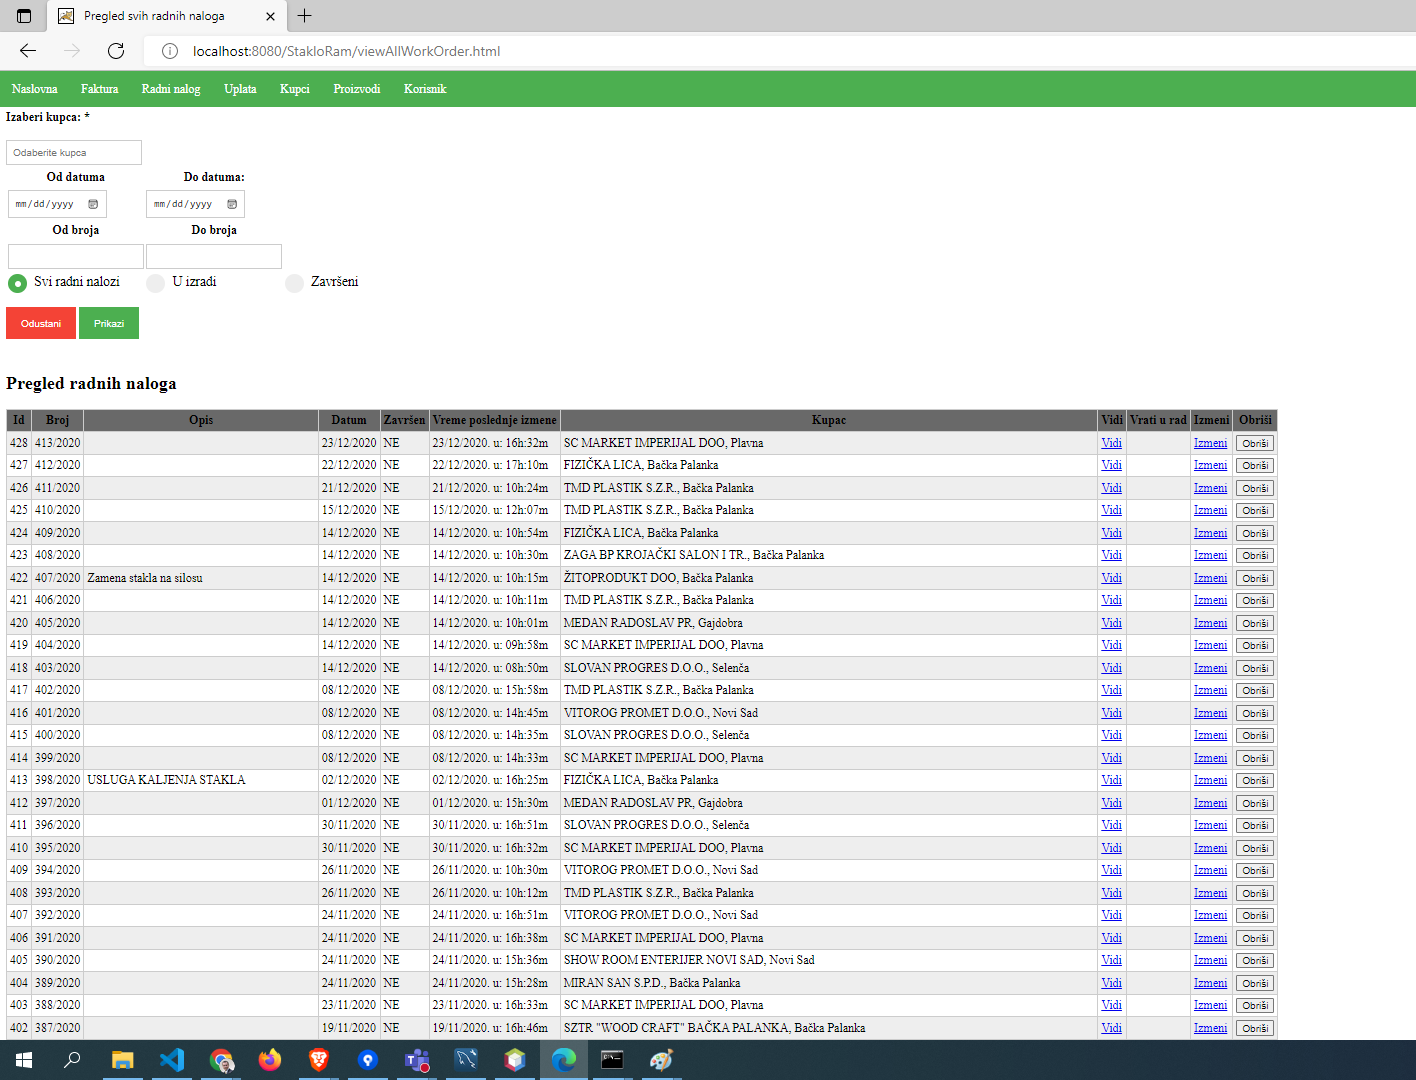 Pregled svih radnih naloga
localhost:8080/StakloRam/viewAllWorkOrder.html
Naslovna Faktura Radni nalog Uplata Kupci Proizvodi Korisnik
Izaberi kupca: *
Odaberite kupca
Od datuma Do datuma:
mm/dd/yyyy mm/dd/yyyy
Od broja Do broja
Svi radni nalozi U izradi Završeni
Odustani Prikazi
Pregled radnih naloga
Id Broj Opis Datum Završen Vreme poslednje izmene Kupac Vidi Vrati u rad Izmeni Obriši
428 413/2020 23/12/2020 NE 23/12/2020. u: 16h:32m SC MARKET IMPERIJAL DOO, Plavna Vidi Izmeni Obriši
427 412/2020 22/12/2020 NE 22/12/2020. u: 17h:10m FIZIČKA LICA, Bačka Palanka Vidi Izmeni Obriši
426 411/2020 21/12/2020 NE 21/12/2020. u: 10h:24m TMD PLASTIK S.Z.R., Bačka Palanka Vidi Izmeni Obriši
425 410/2020 15/12/2020 NE 15/12/2020. u: 12h:07m TMD PLASTIK S.Z.R., Bačka Palanka Vidi Izmeni Obriši
424 409/2020 14/12/2020 NE 14/12/2020. u: 10h:54m FIZIČKA LICA, Bačka Palanka Vidi Izmeni Obriši
423 408/2020 14/12/2020 NE 14/12/2020. u: 10h:30m ZAGA BP KROJAČKI SALON I TR., Bačka Palanka Vidi Izmeni Obriši
422 407/2020 Zamena stakla na silosu 14/12/2020 NE 14/12/2020. u: 10h:15m ŽITOPRODUKT DOO, Bačka Palanka Vidi Izmeni Obriši
421 406/2020 14/12/2020 NE 14/12/2020. u: 10h:11m TMD PLASTIK S.Z.R., Bačka Palanka Vidi Izmeni Obriši
420 405/2020 14/12/2020 NE 14/12/2020. u: 10h:01m MEDAN RADOSLAV PR, Gajdobra Vidi Izmeni Obriši
419 404/2020 14/12/2020 NE 14/12/2020. u: 09h:58m SC MARKET IMPERIJAL DOO, Plavna Vidi Izmeni Obriši
418 403/2020 14/12/2020 NE 14/12/2020. u: 08h:50m SLOVAN PROGRES D.O.O., Selenča Vidi Izmeni Obriši
417 402/2020 08/12/2020 NE 08/12/2020. u: 15h:58m TMD PLASTIK S.Z.R., Bačka Palanka Vidi Izmeni Obriši
416 401/2020 08/12/2020 NE 08/12/2020. u: 14h:45m VITOROG PROMET D.O.O., Novi Sad Vidi Izmeni Obriši
415 400/2020 08/12/2020 NE 08/12/2020. u: 14h:35m SLOVAN PROGRES D.O.O., Selenča Vidi Izmeni Obriši
414 399/2020 08/12/2020 NE 08/12/2020. u: 14h:33m SC MARKET IMPERIJAL DOO, Plavna Vidi Izmeni Obriši
413 398/2020 USLUGA KALJENJA STAKLA 02/12/2020 NE 02/12/2020. u: 16h:25m FIZIČKA LICA, Bačka Palanka Vidi Izmeni Obriši
412 397/2020 01/12/2020 NE 01/12/2020. u: 15h:30m MEDAN RADOSLAV PR, Gajdobra Vidi Izmeni Obriši
411 396/2020 30/11/2020 NE 30/11/2020. u: 16h:51m SLOVAN PROGRES D.O.O., Selenča Vidi Izmeni Obriši
410 395/2020 30/11/2020 NE 30/11/2020. u: 16h:32m SC MARKET IMPERIJAL DOO, Plavna Vidi Izmeni Obriši
409 394/2020 26/11/2020 NE 26/11/2020. u: 10h:30m VITOROG PROMET D.O.O., Novi Sad Vidi Izmeni Obriši
408 393/2020 26/11/2020 NE 26/11/2020. u: 10h:12m TMD PLASTIK S.Z.R., Bačka Palanka Vidi Izmeni Obriši
407 392/2020 24/11/2020 NE 24/11/2020. u: 16h:51m VITOROG PROMET D.O.O., Novi Sad Vidi Izmeni Obriši
406 391/2020 24/11/2020 NE 24/11/2020. u: 16h:38m SC MARKET IMPERIJAL DOO, Plavna Vidi Izmeni Obriši
405 390/2020 24/11/2020 NE 24/11/2020. u: 15h:36m SHOW ROOM ENTERIJER NOVI SAD, Novi Sad Vidi Izmeni Obriši
404 389/2020 24/11/2020 NE 24/11/2020. u: 15h:28m MIRAN SAN S.P.D., Bačka Palanka Vidi Izmeni Obriši
403 388/2020 23/11/2020 NE 23/11/2020. u: 16h:33m SC MARKET IMPERIJAL DOO, Plavna Vidi Izmeni Obriši
402 387/2020 19/11/2020 NE 19/11/2020. u: 16h:46m SZTR "WOOD CRAFT" BAČKA PALANKA, Bačka Palanka Vidi Izmeni Obriši